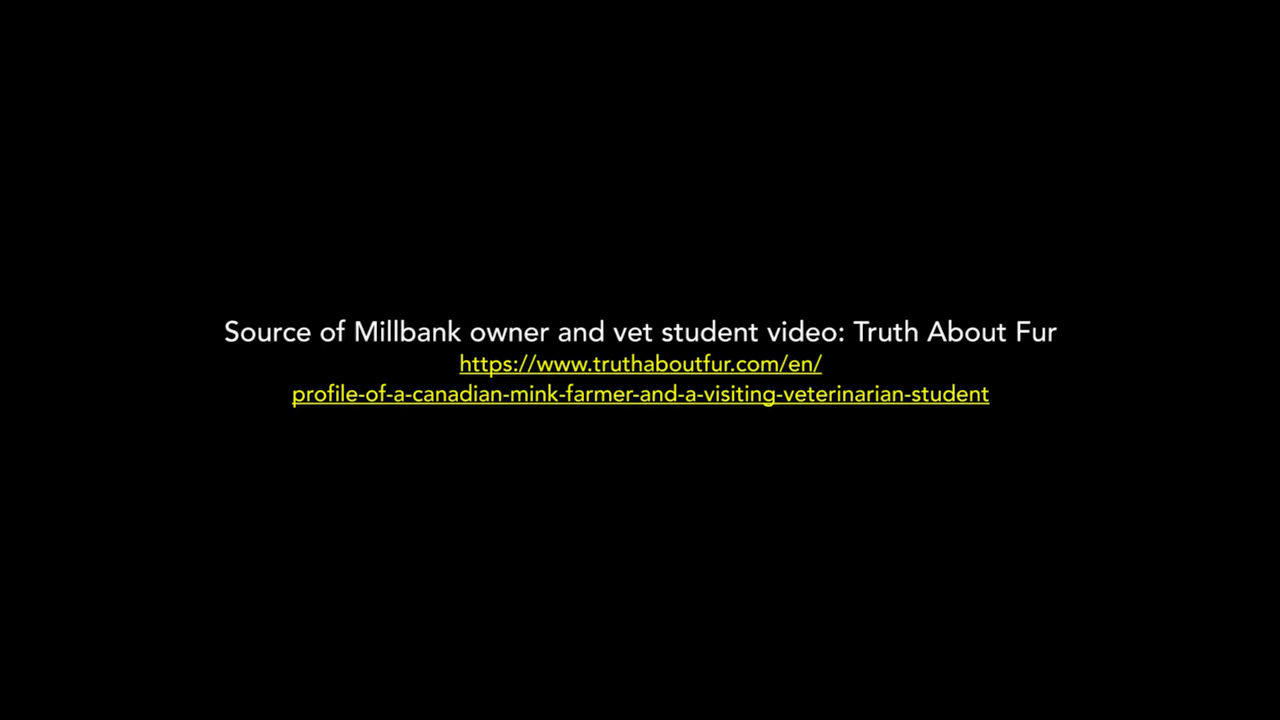 Source of Millbank owner and vet student video: Truth About Fur
https://www.truthaboutfur.com/en/
profile-of-a-canadian-mink-farmer-and-a-visiting-veterinarian-student